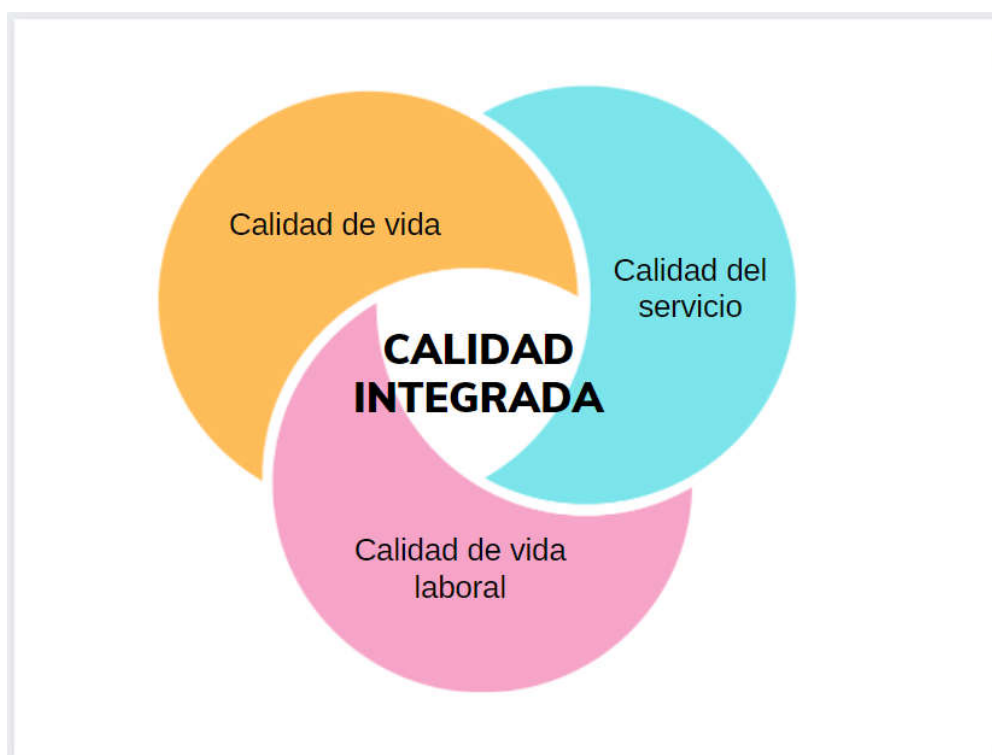 Calidad de vida
Calidad del
servicio
CALIDAD
INTEGRADA
Calidad de vida
laboral